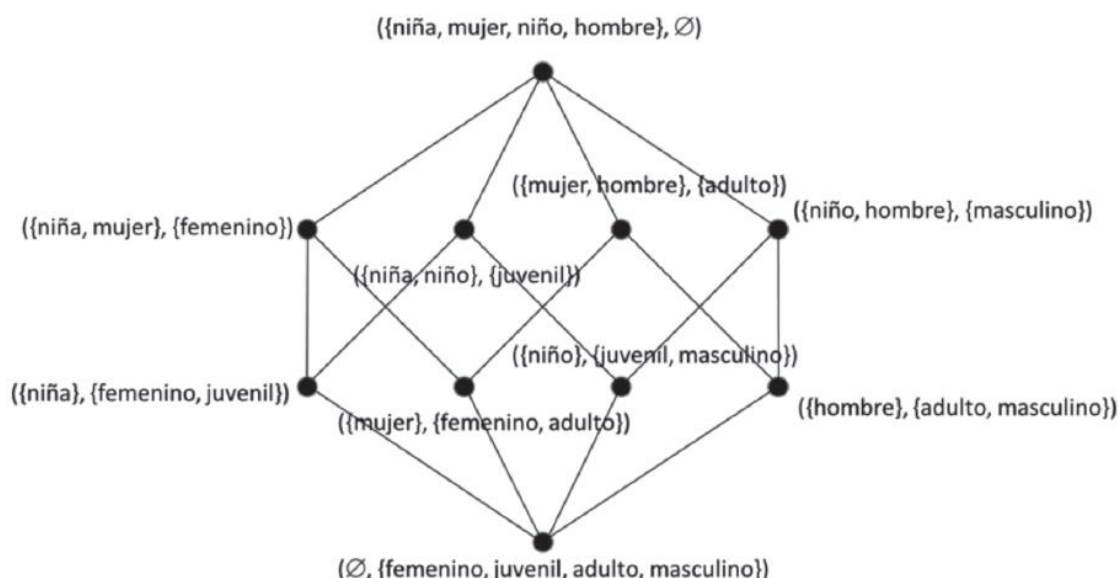 ({niña, mujer, niño, hombre}, ∅)
({mujer, hombre}, {adulto})
({niño, hombre}, {masculino})
({niña, mujer}, {femenino})
({niña, niño}, {juvenil})
({niño}, {juvenil, masculino})
({niña}, {femenino, juvenil})
({hombre}, {adulto, masculino})
({mujer}, {femenino, adulto})
(∅, {femenino, juvenil, adulto, masculino})